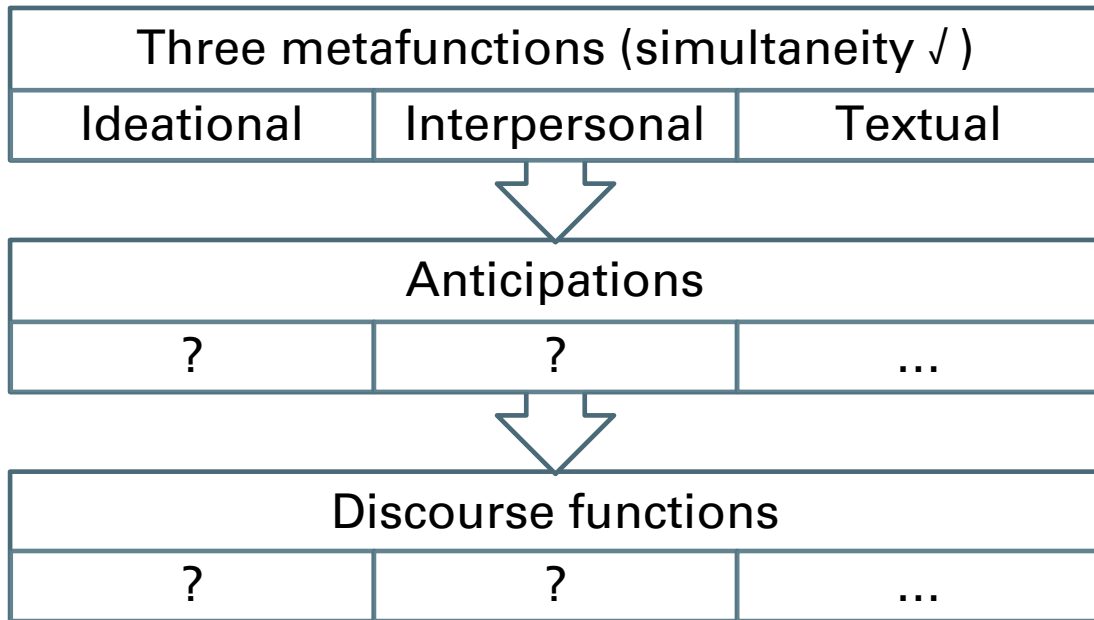 Three metafunctions (simultaneity √ )
Ideational Interpersonal Textual
Anticipations
? ? ...
Discourse functions
? ? ...